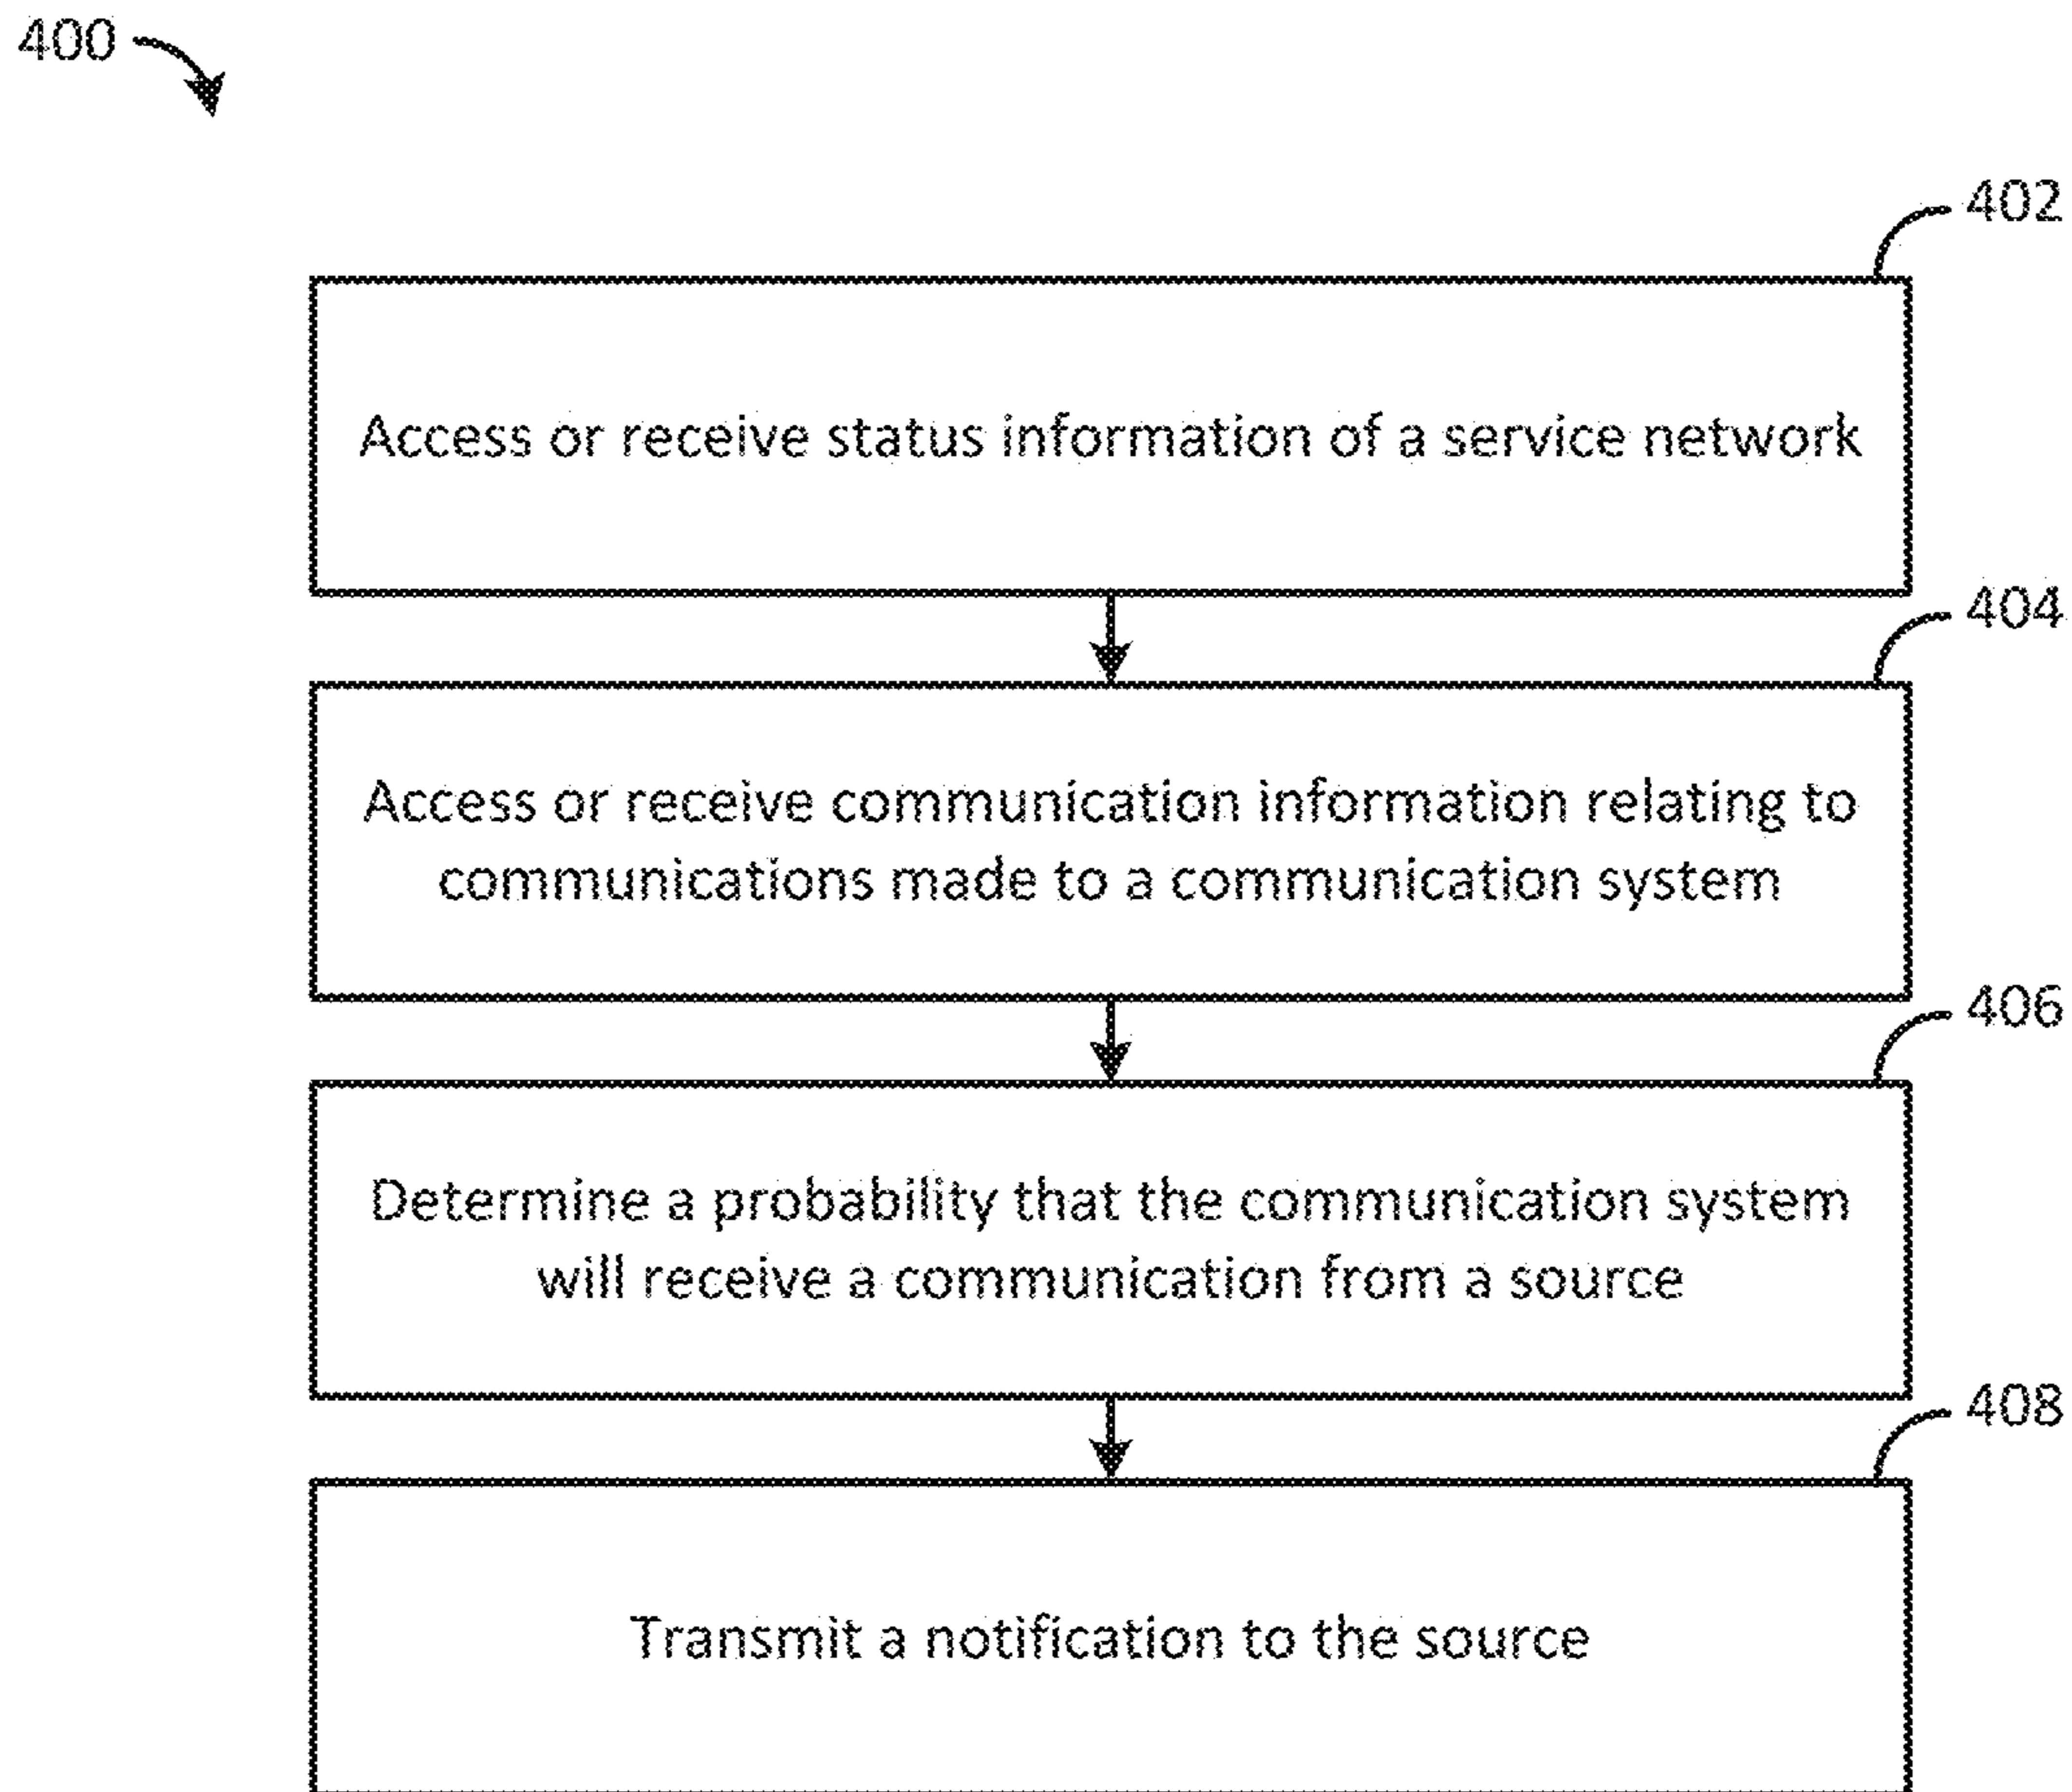 400
402
Access or receive status information of a service network
404
Access or receive communication information relating to
communications made to a communication system
406
Determine a probability that the communication system
will receive a communication from a source
408
Transmit a notification to the source